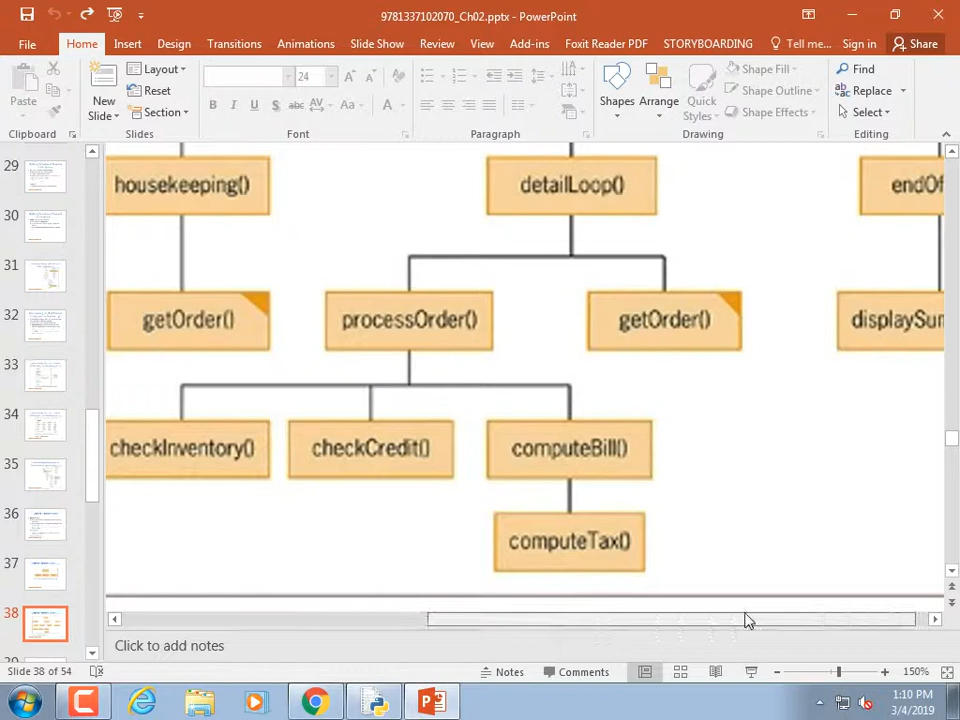 9781337102070_Ch02.pptx - PowerPoint
File Home Insert Design Transitions Animations Slide Show Review View Add-ins Foxit Reader PDF STORYBOARDING Tell me... Sign in Share
Paste
New Slide
Layout
Reset
Section
24
B I U S abc AV Aa A
Shapes
Arrange
Quick Styles
Shape Fill
Shape Outline
Shape Effects
Find
Replace
Select
Clipboard Slides Font Paragraph Drawing Editing
29
30
31
32
33
34
35
36
37
38
housekeeping() detailLoop() endOf
getOrder() processOrder() getOrder() displaySum
checkInventory() checkCredit() computeBill()
computeTax()
Click to add notes
Slide 38 of 54 Notes Comments 150%
1:10 PM
3/4/2019